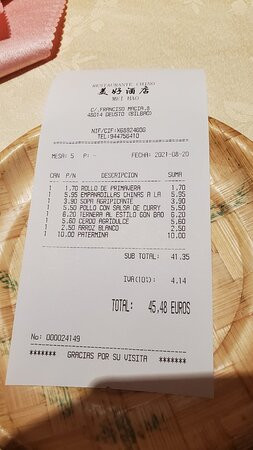 RESTAURANTE CHINO
美好酒店
MEI HAO
C/.FRANCISO MACIA,8
48014 DEUSTO (BILBAO)
NIF/CIF:X6892460G
TEL:944756410
MESA: 5 P: - FECHA: 2021-08-20
CAN P/N DESCRIPCION SUMA
1 1.70 ROLLO DE PRIMAVERA 1.70
1 5.95 EMPANADILLAS CHINAS A LA 5.95
1 3.90 SOPA AGRIPICANTE 3.90
1 5.50 POLLO CON SALSA DE CURRY 5.50
1 6.20 TERNERA AL ESTILO GON BAO 6.20
1 5.60 CERDO AGRIDULCE 5.60
1 2.50 ARROZ BLANCO 2.50
1 10.00 PATERMINA 10.00
SUB TOTAL: 41.35
IVA(10%): 4.14
TOTAL: 45,48 EUROS
No: 000024149
******* GRACIAS POR SU VISITA *******